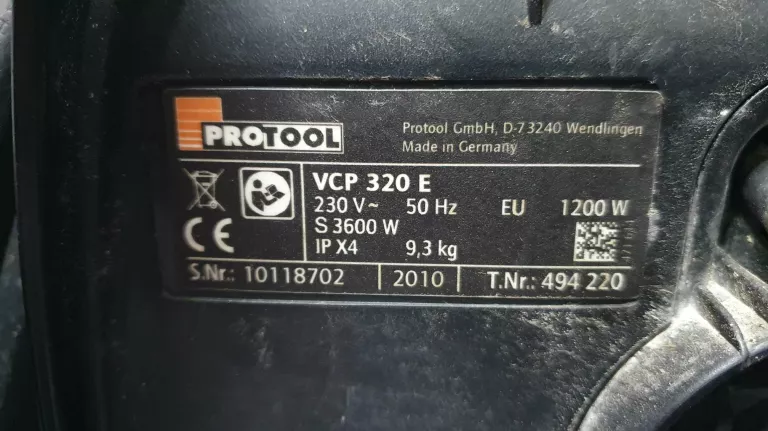 PROTOOL
Protool GmbH, D-73240 Wendlingen
Made in Germany
VCP 320 E
230 V~ 50 Hz EU 1200 W
S 3600 W
IP X4 9,3 kg
CE
S.Nr.: 10118702 2010 T.Nr.: 494 220